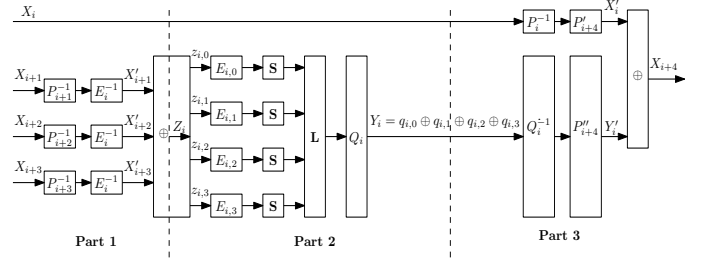 X_i
P_i^{-1} P'_{i+4} X'_i
X_{i+1} P_{i+1}^{-1} E_i^{-1} X'_{i+1}
X_{i+2} P_{i+2}^{-1} E_i^{-1} X'_{i+2}
X_{i+3} P_{i+3}^{-1} E_i^{-1} X'_{i+3}
⊕ Z_i
z_{i,0} E_{i,0} S
z_{i,1} E_{i,1} S
z_{i,2} E_{i,2} S
z_{i,3} E_{i,3} S
L Q_i
Y_i = q_{i,0} ⊕ q_{i,1} ⊕ q_{i,2} ⊕ q_{i,3}
Q_i^{-1} P''_{i+4} Y'_i
⊕ X_{i+4}
Part 1 Part 2 Part 3